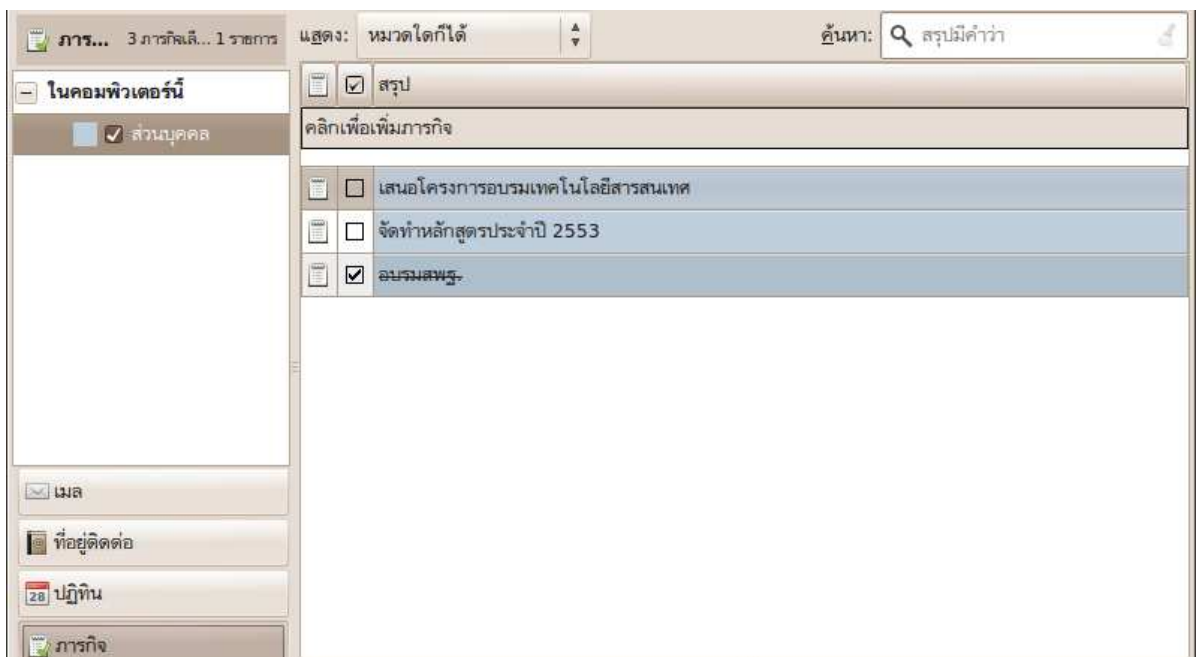 ภาร... 3 ภารกิจเลื... 1 รายการ
แสดง: หมวดใดก็ได้
ค้นหา: สรุปมีคำว่า
ในคอมพิวเตอร์นี้
ส่วนบุคคล
สรุป
คลิกเพื่อเพิ่มภารกิจ
เสนอโครงการอบรมเทคโนโลยีสารสนเทศ
จัดทำหลักสูตรประจำปี 2553
อบรมสพฐ.
เมล
ที่อยู่ติดต่อ
28 ปฏิทิน
ภารกิจ